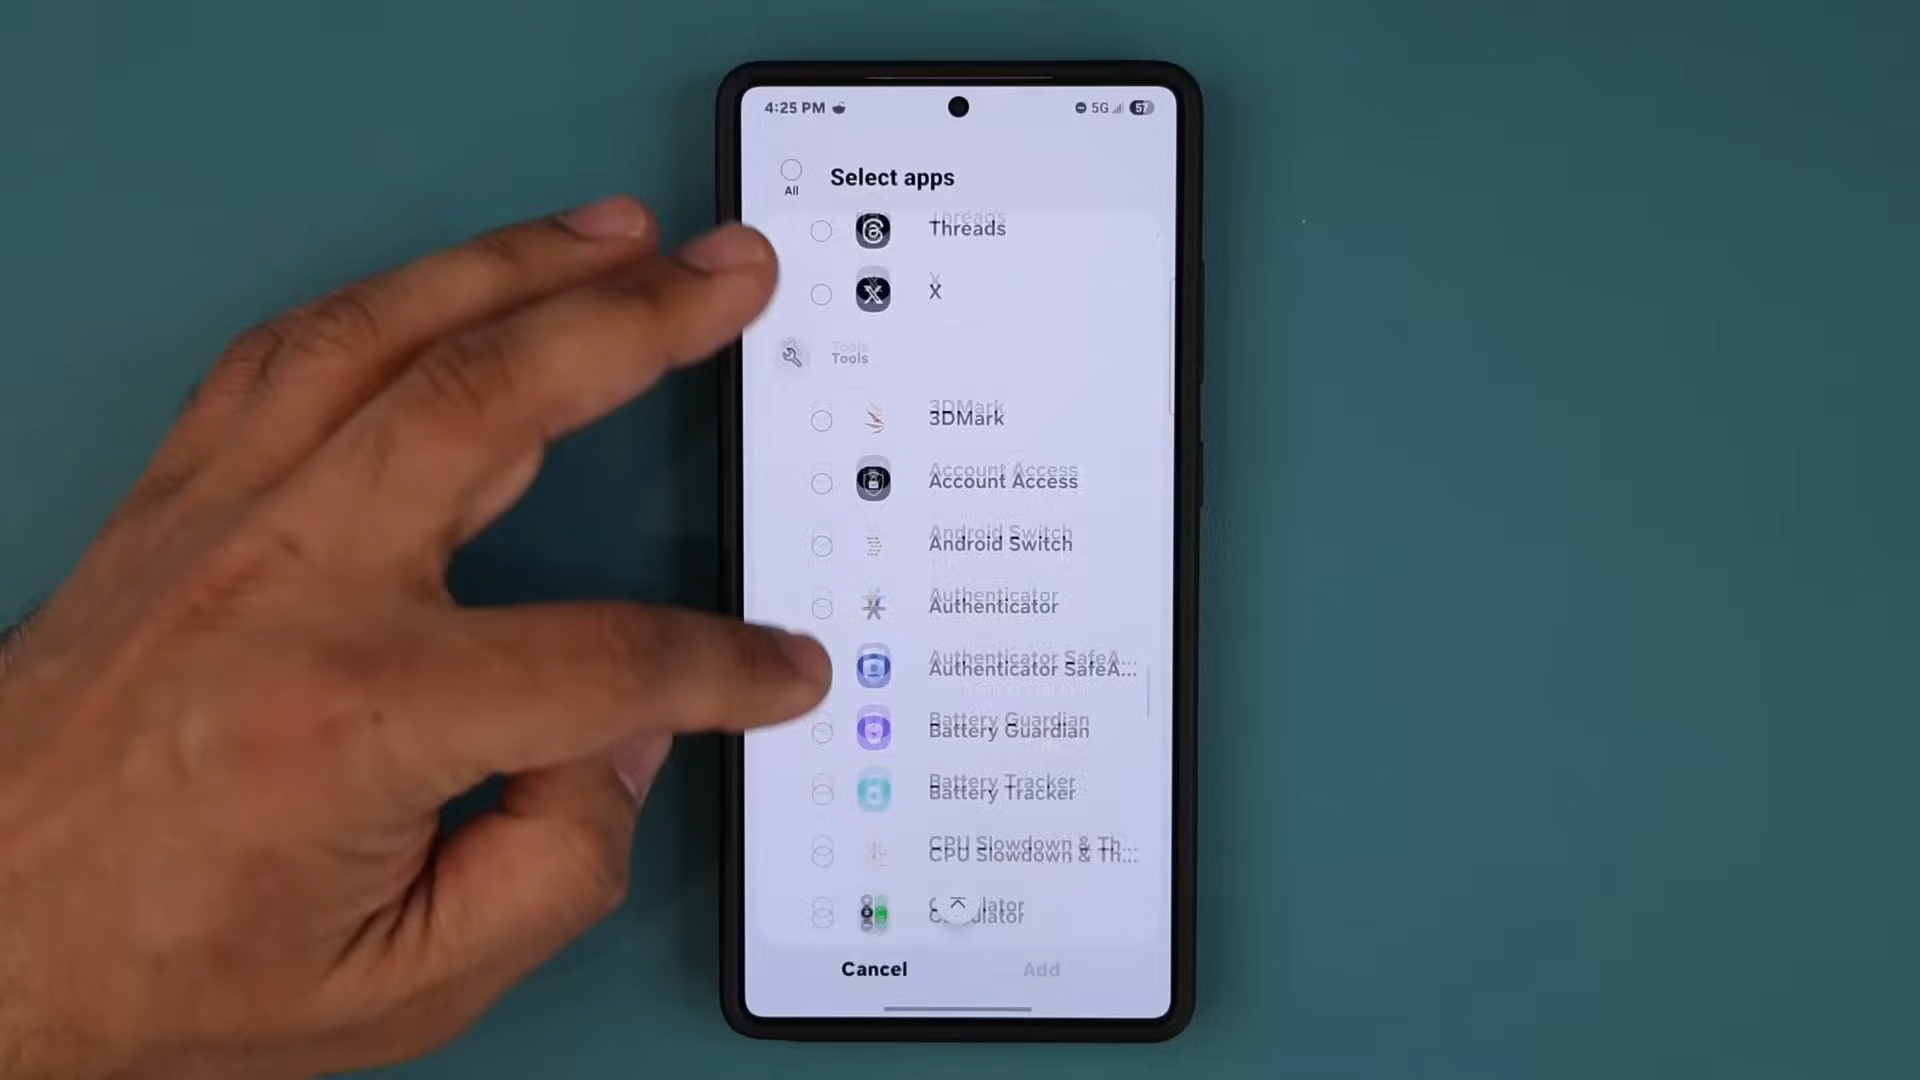 4:25 PM 5G 57
All
Select apps
Threads
X
Tools
3DMark
Account Access
Android Switch
Authenticator
Authenticator SafeA...
Battery Guardian
Battery Tracker
CPU Slowdown & Th...
Cancel
Add